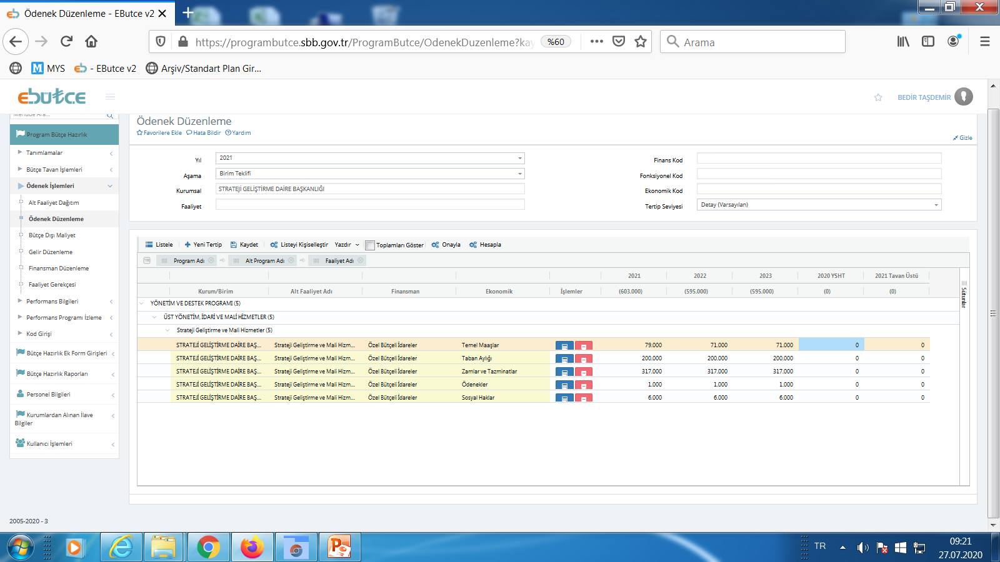 Ödenek Düzenleme - EButce v2
https://programbutce.sbb.gov.tr/ProgramButce/OdenekDuzenleme?kay
%60
Arama
MYS
- EButce v2
Arşiv/Standart Plan Gir...
ebütçe
BEDİR TAŞDEMİR
Menüde Ara...
Ödenek Düzenleme
Favorilere Ekle Hata Bildir Yardım
Gizle
Program Bütçe Hazırlık
Tanımlamalar
Bütçe Tavan İşlemleri
Ödenek İşlemleri
Alt Faaliyet Dağıtım
Ödenek Düzenleme
Bütçe Dışı Maliyet
Gelir Düzenleme
Finansman Düzenleme
Faaliyet Gerekçesi
Performans Bilgileri
Performans Programı İzleme
Kod Girişi
Bütçe Hazırlık Ek Form Girişleri
Bütçe Hazırlık Raporları
Personel Bilgileri
Kurumlardan Alınan İlave
Bilgiler
Kullanıcı İşlemleri
Yıl 2021 Finans Kod
Aşama Birim Teklifi Fonksiyonel Kod
Kurumsal STRATEJİ GELİŞTİRME DAİRE BAŞKANLIĞI Ekonomik Kod
Faaliyet Tertip Seviyesi Detay (Varsayılan)
Listele Yeni Tertip Kaydet Listeyi Kişiselleştir Yazdır Toplamları Göster Onayla Hesapla
Program Adı Alt Program Adı Faaliyet Adı
2021 2022 2023 2020 YSHT 2021 Tavan Üstü
Kurum/Birim Alt Faaliyet Adı Finansman Ekonomik İşlemler (603.000) (595.000) (595.000) (0) (0)
Sütunlar
YÖNETİM VE DESTEK PROGRAMI (5)
ÜST YÖNETİM, İDARİ VE MALİ HİZMETLER (5)
Strateji Geliştirme ve Mali Hizmetler (5)
STRATEJİ GELİŞTİRME DAİRE BAŞ... Strateji Geliştirme ve Mali Hizm... Özel Bütçeli İdareler Temel Maaşlar 79.000 71.000 71.000 0 0
STRATEJİ GELİŞTİRME DAİRE BAŞ... Strateji Geliştirme ve Mali Hizm... Özel Bütçeli İdareler Taban Aylığı 200.000 200.000 200.000 0 0
STRATEJİ GELİŞTİRME DAİRE BAŞ... Strateji Geliştirme ve Mali Hizm... Özel Bütçeli İdareler Zamlar ve Tazminatlar 317.000 317.000 317.000 0 0
STRATEJİ GELİŞTİRME DAİRE BAŞ... Strateji Geliştirme ve Mali Hizm... Özel Bütçeli İdareler Ödenekler 1.000 1.000 1.000 0 0
STRATEJİ GELİŞTİRME DAİRE BAŞ... Strateji Geliştirme ve Mali Hizm... Özel Bütçeli İdareler Sosyal Haklar 6.000 6.000 6.000 0 0
2005-2020 - 3
TR
09:21
27.07.2020